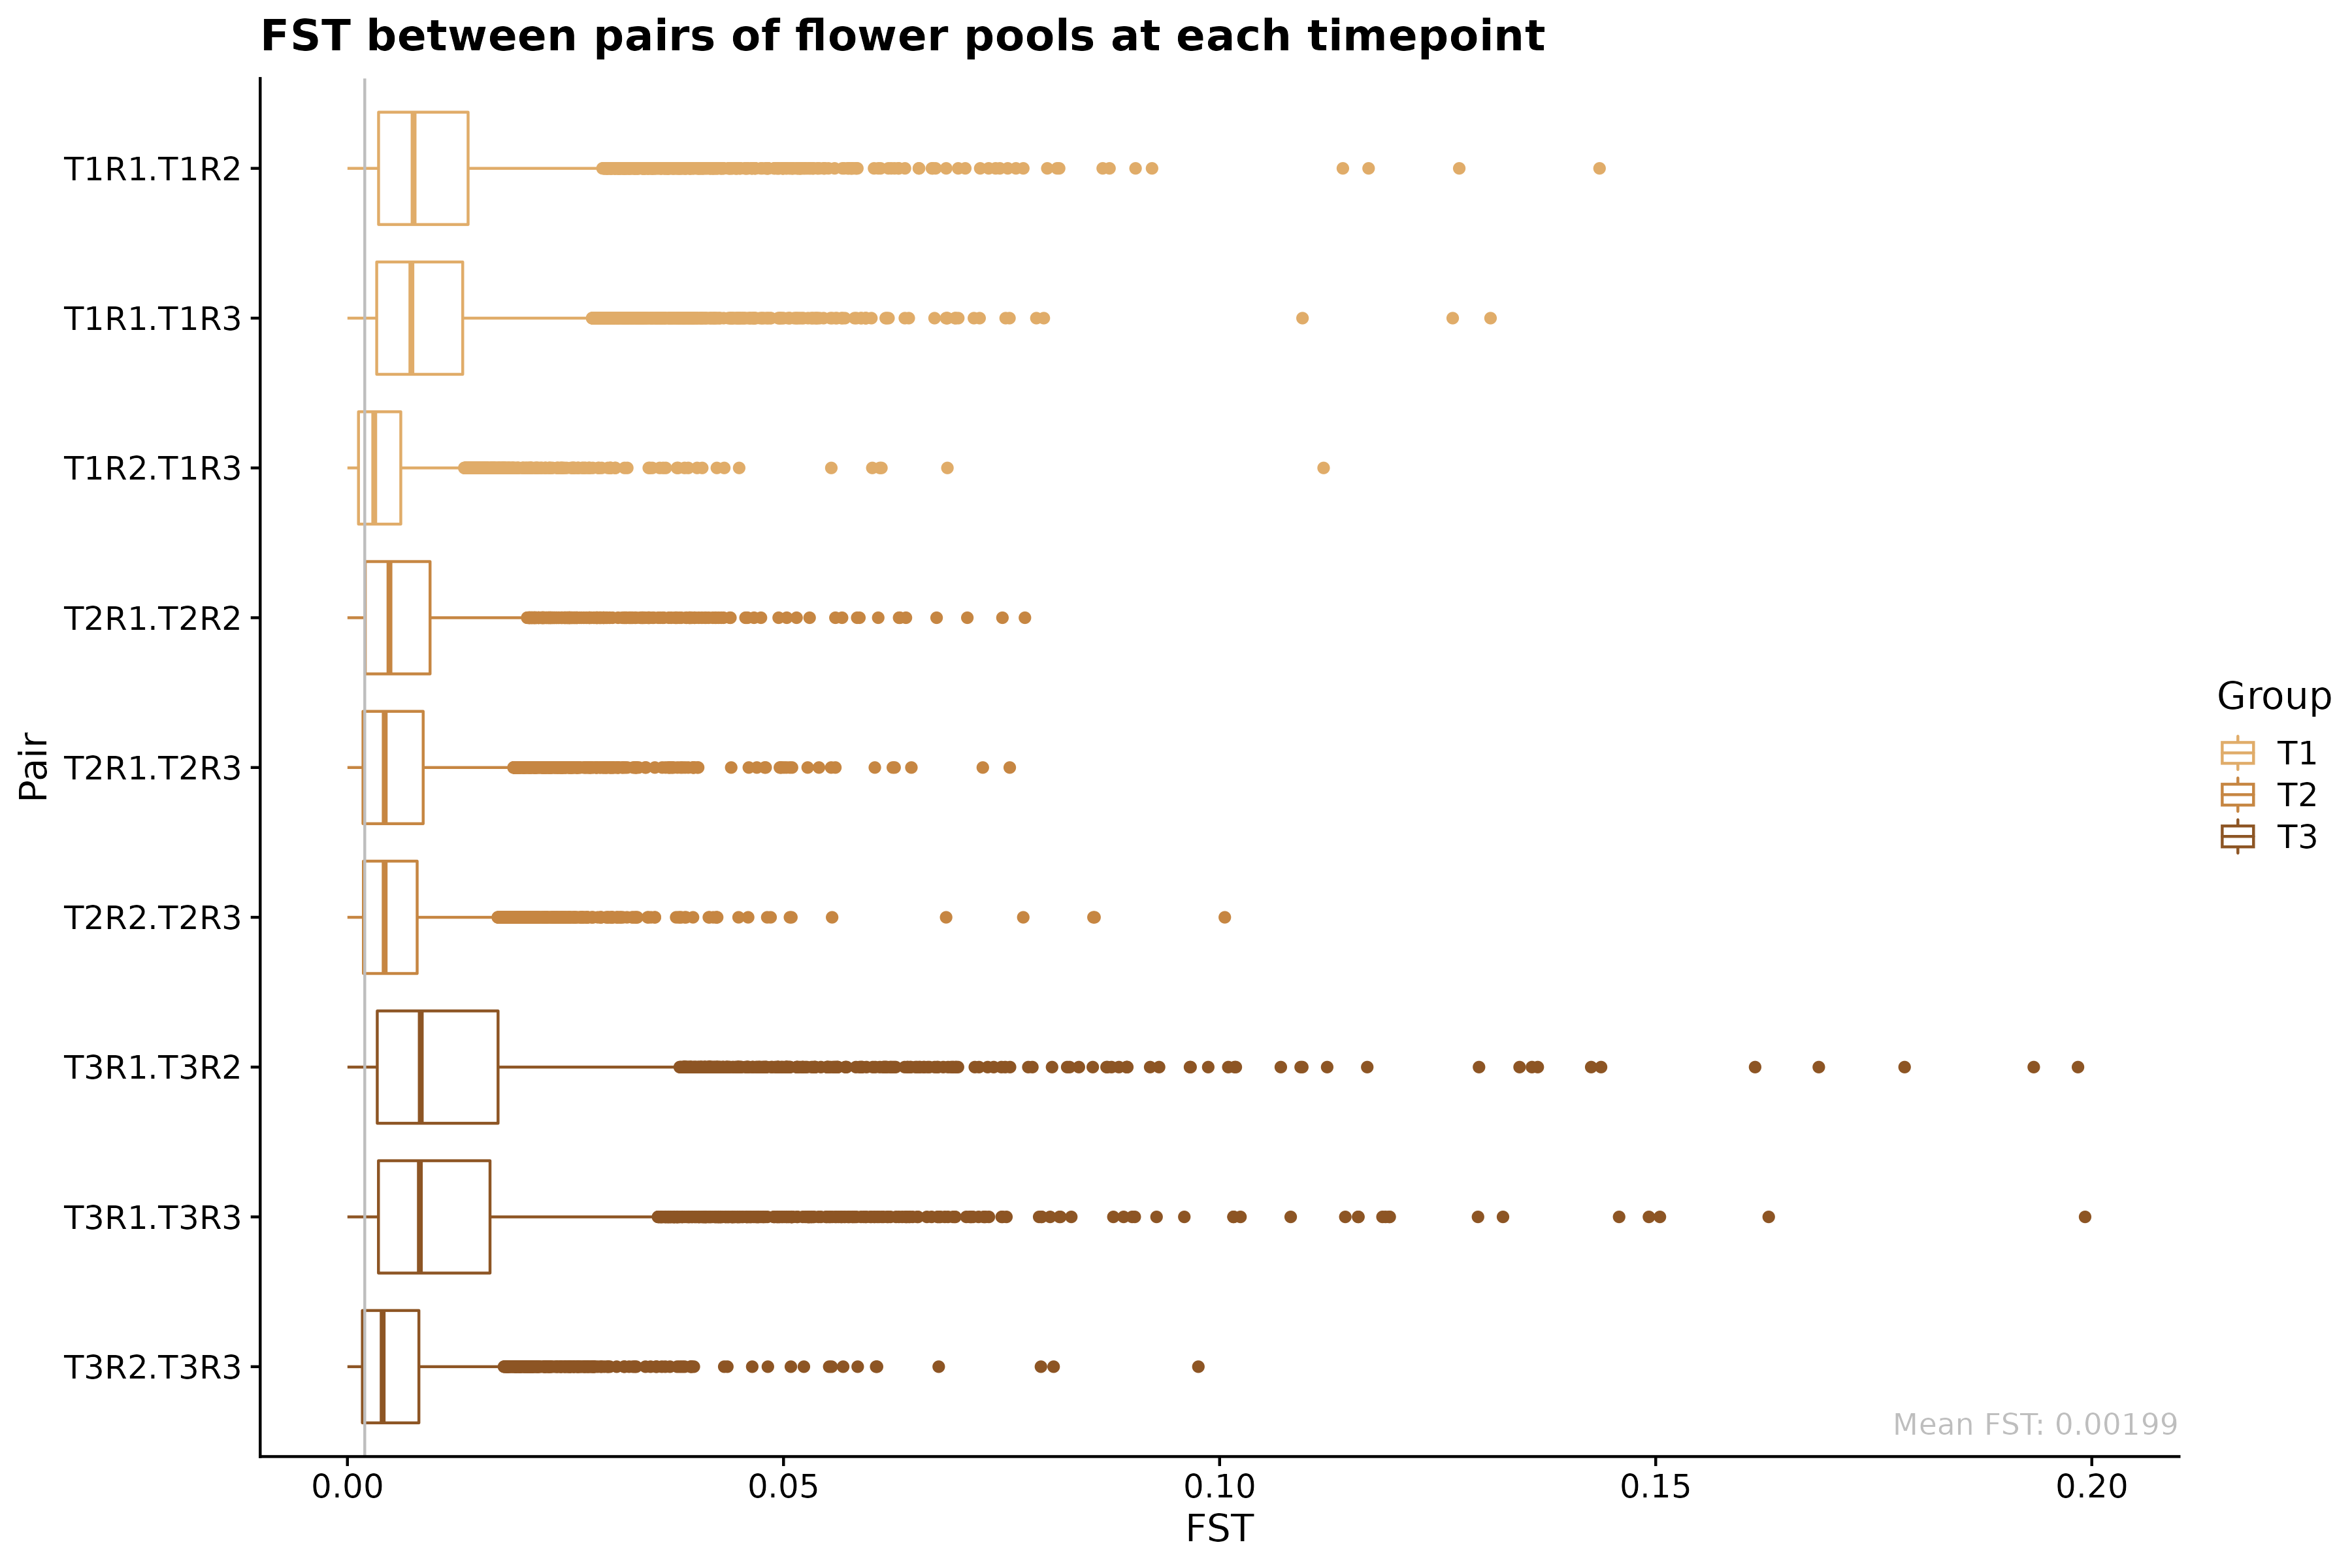 FST between pairs of flower pools at each timepoint
T1R1.T1R2
T1R1.T1R3
T1R2.T1R3
T2R1.T2R2
T2R1.T2R3
T2R2.T2R3
T3R1.T3R2
T3R1.T3R3
T3R2.T3R3
Pair
Group
T1
T2
T3
Mean FST: 0.00199
0.00 0.05 0.10 0.15 0.20
FST